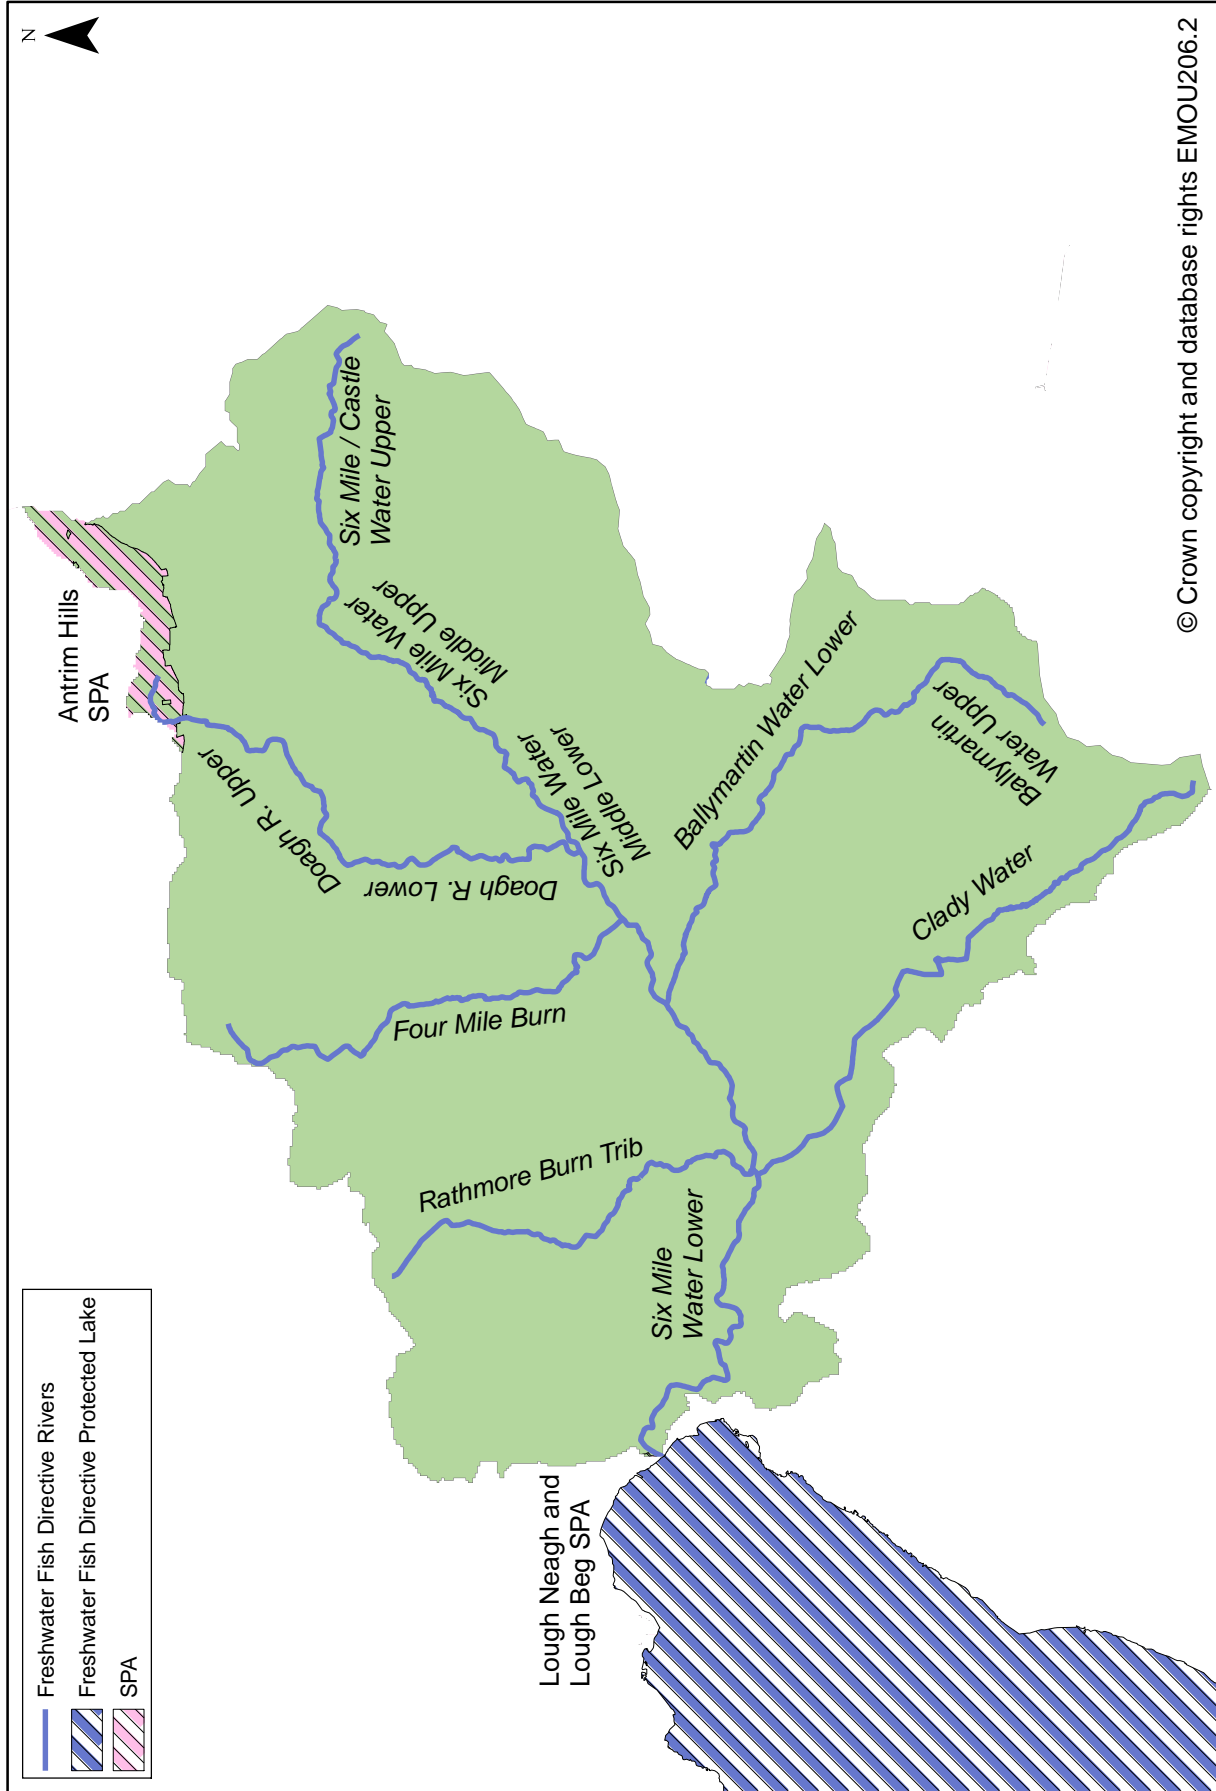 N
Freshwater Fish Directive Rivers
Freshwater Fish Directive Protected Lake
SPA
Antrim Hills
SPA
Six Mile / Castle
Water Upper
Six Mile Water
Middle Upper
Doagh R. Upper
Doagh R. Lower
Six Mile Water
Middle Lower
Four Mile Burn
Rathmore Burn Trib
Ballymartin Water Lower
Ballymartin
Water Upper
Clady Water
Six Mile
Water Lower
Lough Neagh and
Lough Beg SPA
© Crown copyright and database rights EMOU206.2